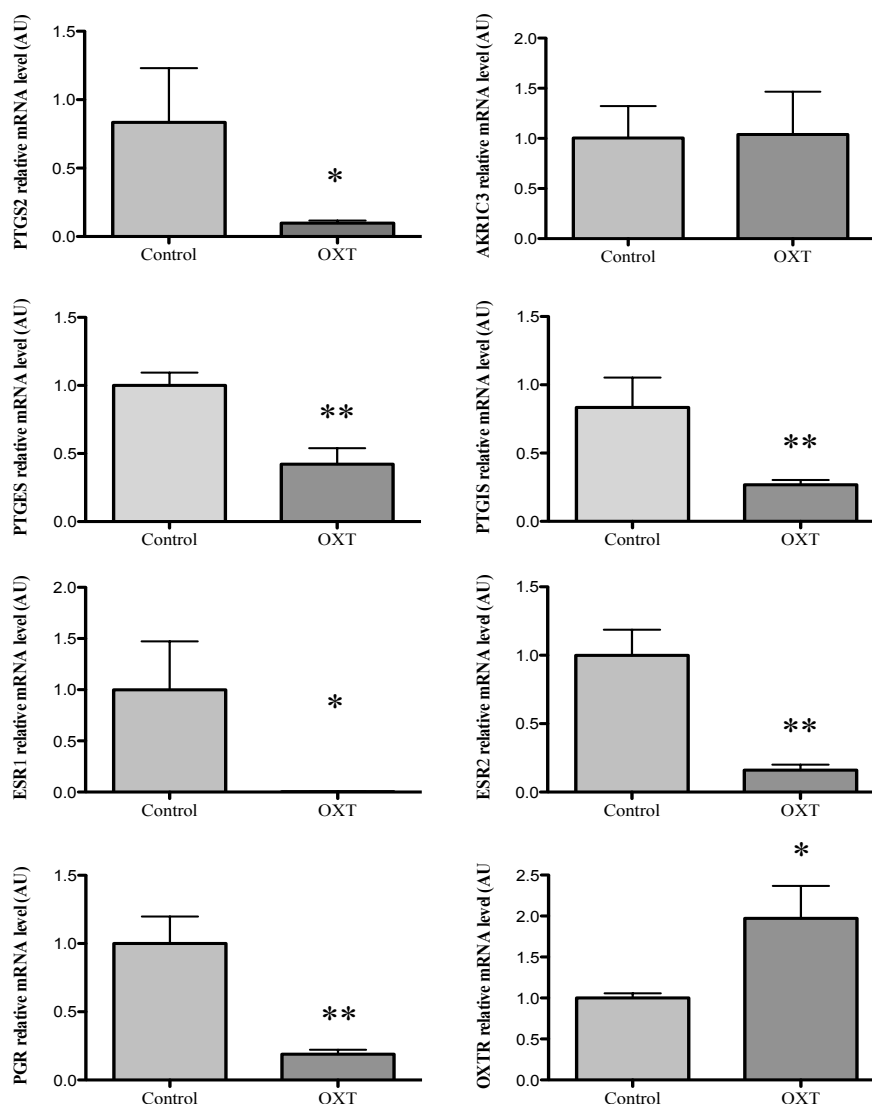 PTGS2 relative mRNA level (AU)
1.5
1.0
0.5
0.0
*
Control
OXT
AKR1C3 relative mRNA level (AU)
2.0
1.5
1.0
0.5
0.0
Control
OXT
PTGES relative mRNA level (AU)
1.5
1.0
0.5
0.0
**
Control
OXT
PTGIS relative mRNA level (AU)
1.5
1.0
0.5
0.0
**
Control
OXT
ESR1 relative mRNA level (AU)
2.0
1.5
1.0
0.5
0.0
*
Control
OXT
ESR2 relative mRNA level (AU)
1.5
1.0
0.5
0.0
**
Control
OXT
PGR relative mRNA level (AU)
1.5
1.0
0.5
0.0
**
Control
OXT
OXTR relative mRNA level (AU
2.5
2.0
1.5
1.0
0.5
0.0
*
Control
OXT